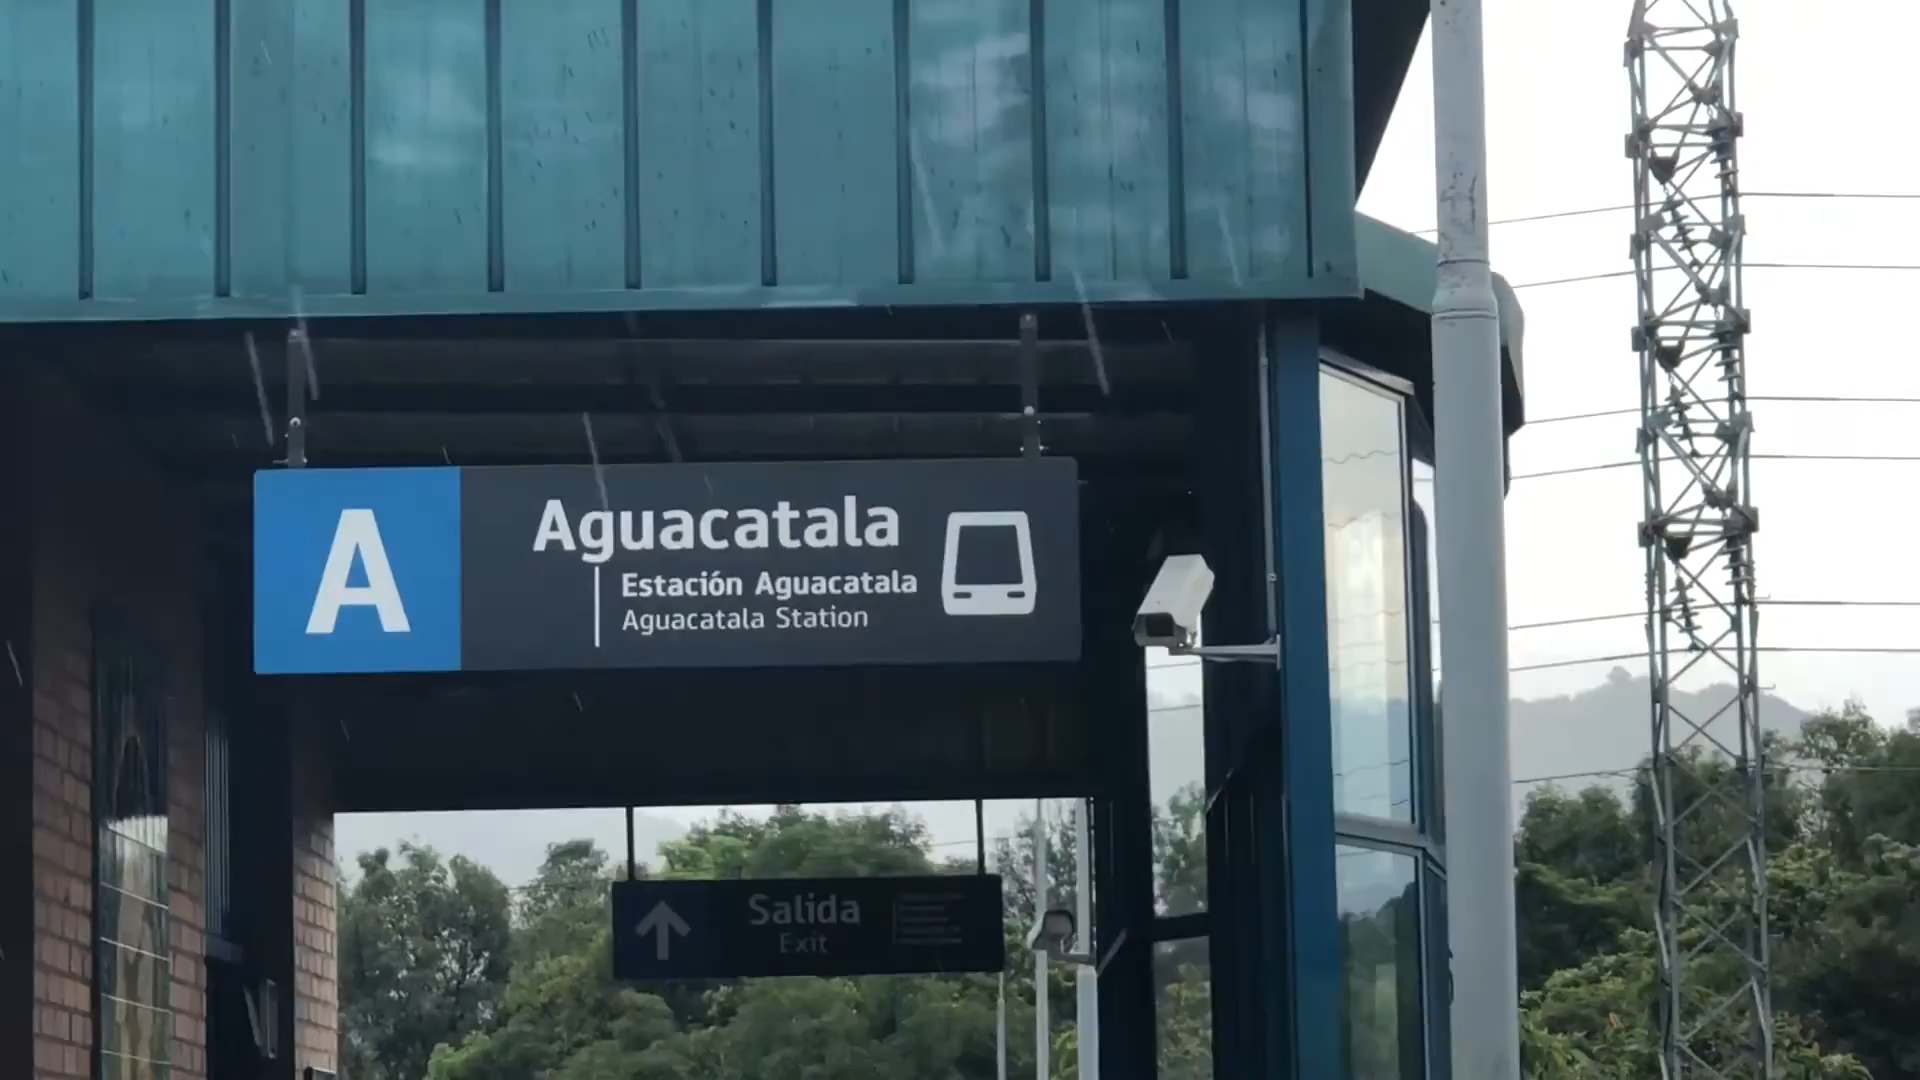 A
Aguacatala
Estación Aguacatala
Aguacatala Station
Salida
Exit